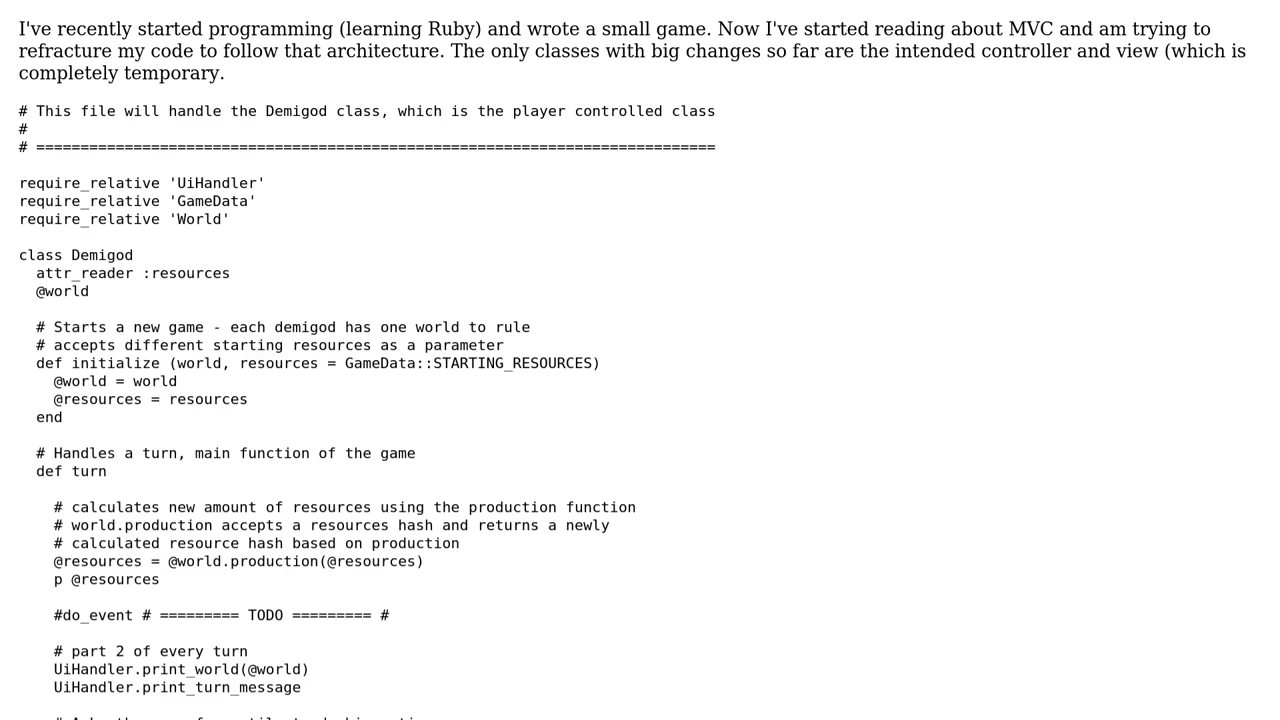 I've recently started programming (learning Ruby) and wrote a small game. Now I've started reading about MVC and am trying to
refracture my code to follow that architecture. The only classes with big changes so far are the intended controller and view (which is
completely temporary.
# This file will handle the Demigod class, which is the player controlled class
#
# =============================================================================
require_relative 'UiHandler'
require_relative 'GameData'
require_relative 'World'
class Demigod
  attr_reader :resources
  @world
  # Starts a new game - each demigod has one world to rule
  # accepts different starting resources as a parameter
  def initialize (world, resources = GameData::STARTING_RESOURCES)
    @world = world
    @resources = resources
  end
  # Handles a turn, main function of the game
  def turn
    # calculates new amount of resources using the production function
    # world.production accepts a resources hash and returns a newly
    # calculated resource hash based on production
    @resources = @world.production(@resources)
    p @resources
    #do_event # ========= TODO ========= #
    # part 2 of every turn
    UiHandler.print_world(@world)
    UiHandler.print_turn_message